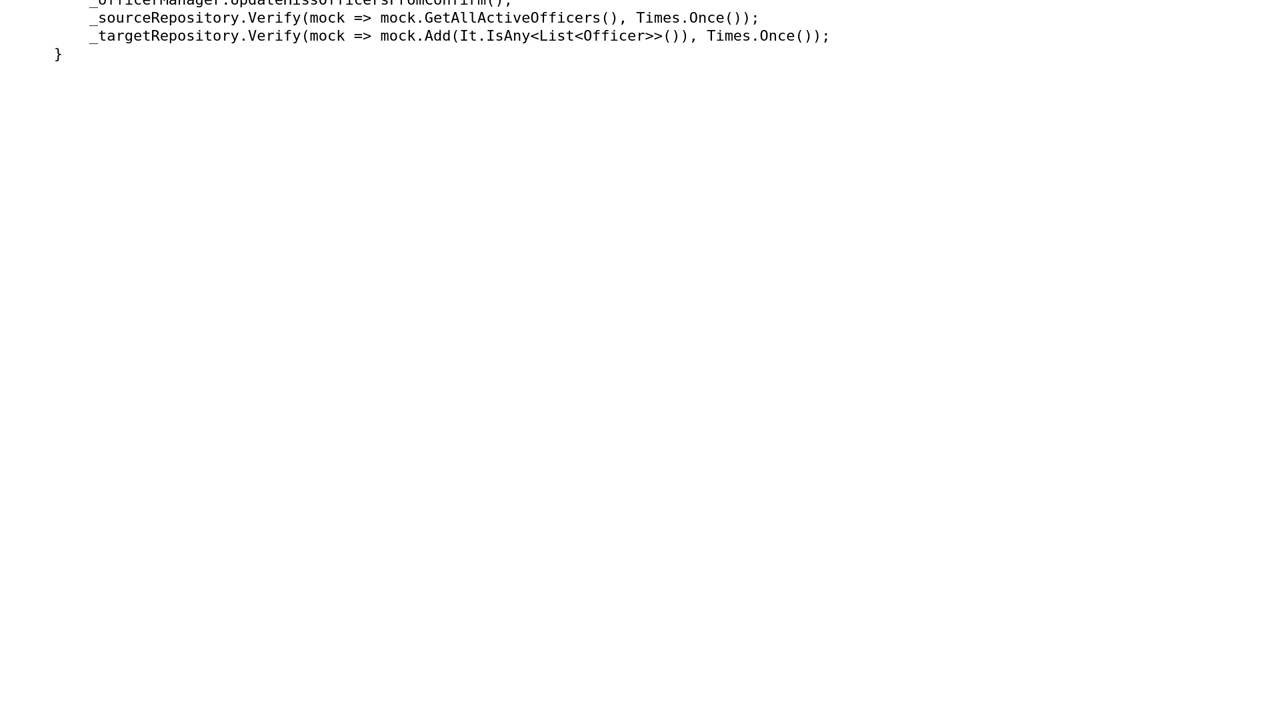 _sourceRepository.Verify(mock => mock.GetAllActiveOfficers(), Times.Once());
_targetRepository.Verify(mock => mock.Add(It.IsAny<List<Officer>>()), Times.Once());
}